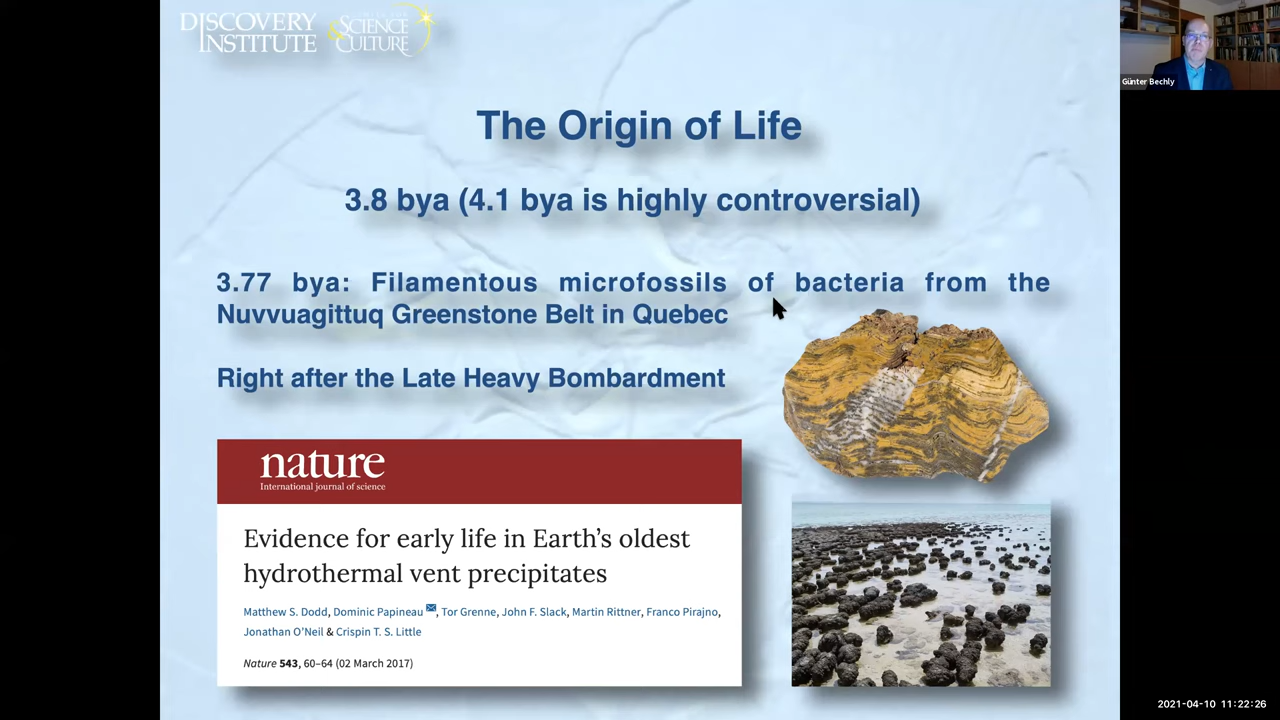 DISCOVERY
INSTITUTE
CENTER FOR
SCIENCE
& CULTURE
Günter Bechly
The Origin of Life
3.8 bya (4.1 bya is highly controversial)
3.77 bya: Filamentous microfossils of bacteria from the
Nuvvuagittuq Greenstone Belt in Quebec
Right after the Late Heavy Bombardment
nature
International journal of science
Evidence for early life in Earth’s oldest
hydrothermal vent precipitates
Matthew S. Dodd, Dominic Papineau, Tor Grenne, John F. Slack, Martin Rittner, Franco Pirajno,
Jonathan O’Neil & Crispin T. S. Little
Nature 543, 60–64 (02 March 2017)
2021-04-10 11:22:26